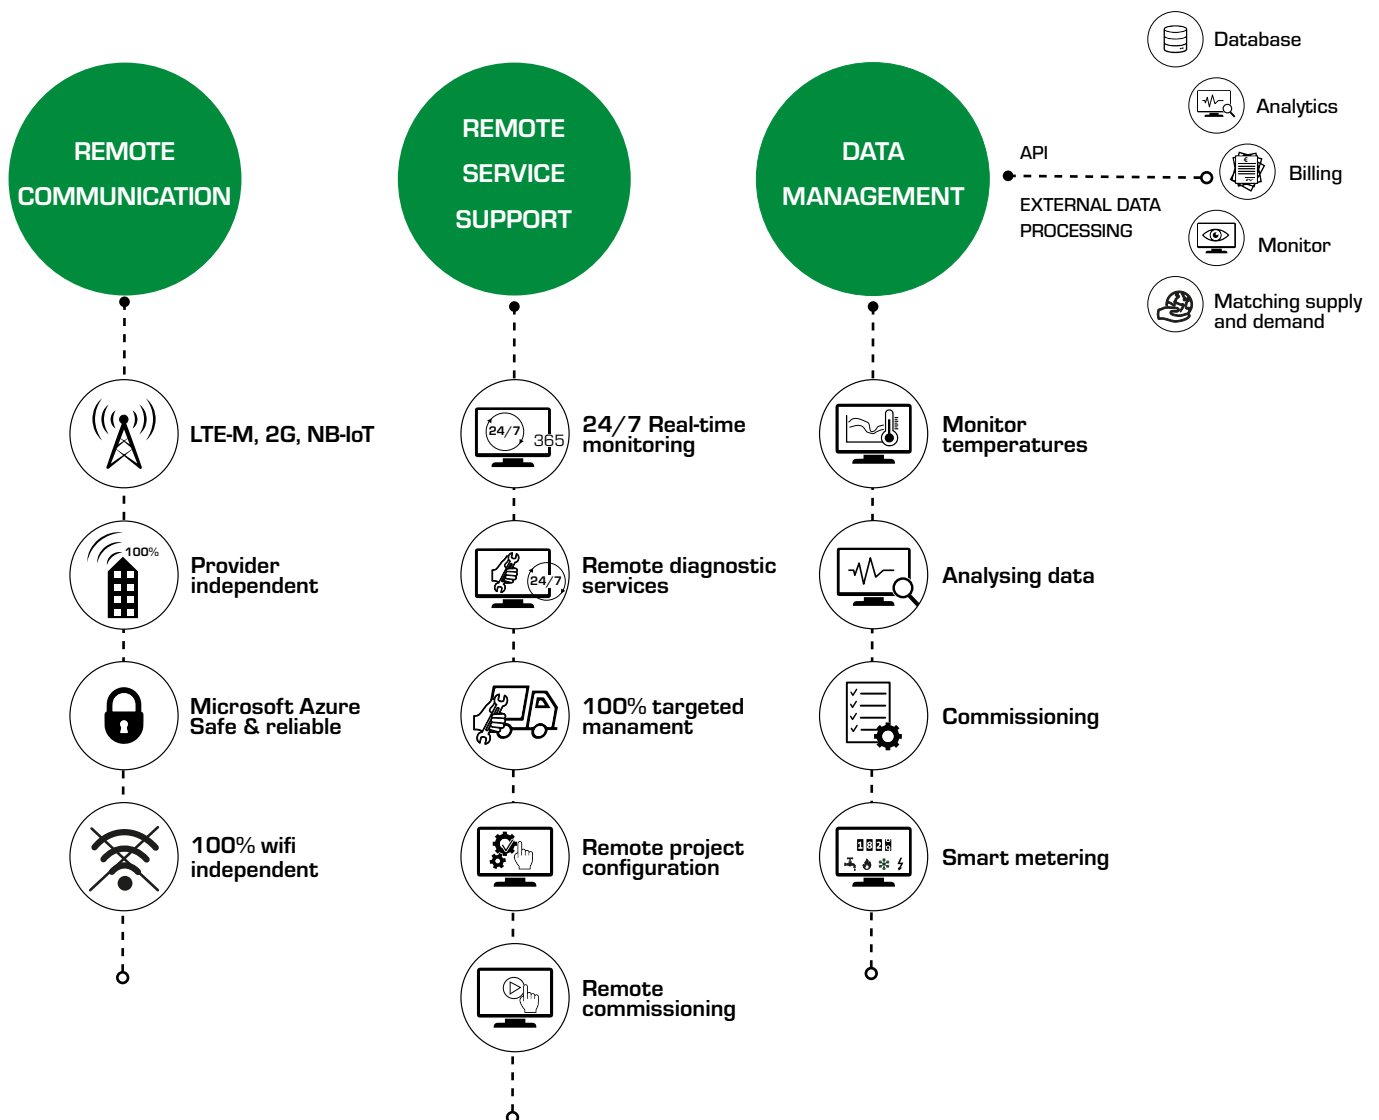 REMOTE
COMMUNICATION
LTE-M, 2G, NB-IoT
100%
Provider
independent
Microsoft Azure
Safe & reliable
100% wifi
independent
REMOTE
SERVICE
SUPPORT
24/7
365
24/7 Real-time
monitoring
24/7
Remote diagnostic
services
100% targeted
manament
Remote project
configuration
Remote
commissioning
DATA
MANAGEMENT
Monitor
temperatures
Analysing data
Commissioning
Smart metering
API
EXTERNAL DATA
PROCESSING
Database
Analytics
Billing
Monitor
Matching supply
and demand